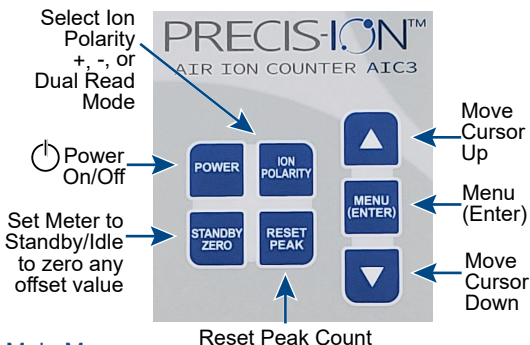 Select Ion
Polarity
+, -, or
Dual Read
Mode
PRECIS-ION™
AIR ION COUNTER AIC3
Power
On/Off
Set Meter to
Standby/Idle
to zero any
offset value
POWER
ION
POLARITY
STANDBY
ZERO
RESET
PEAK
MENU
(ENTER)
Move
Cursor
Up
Menu
(Enter)
Move
Cursor
Down
Reset Peak Count